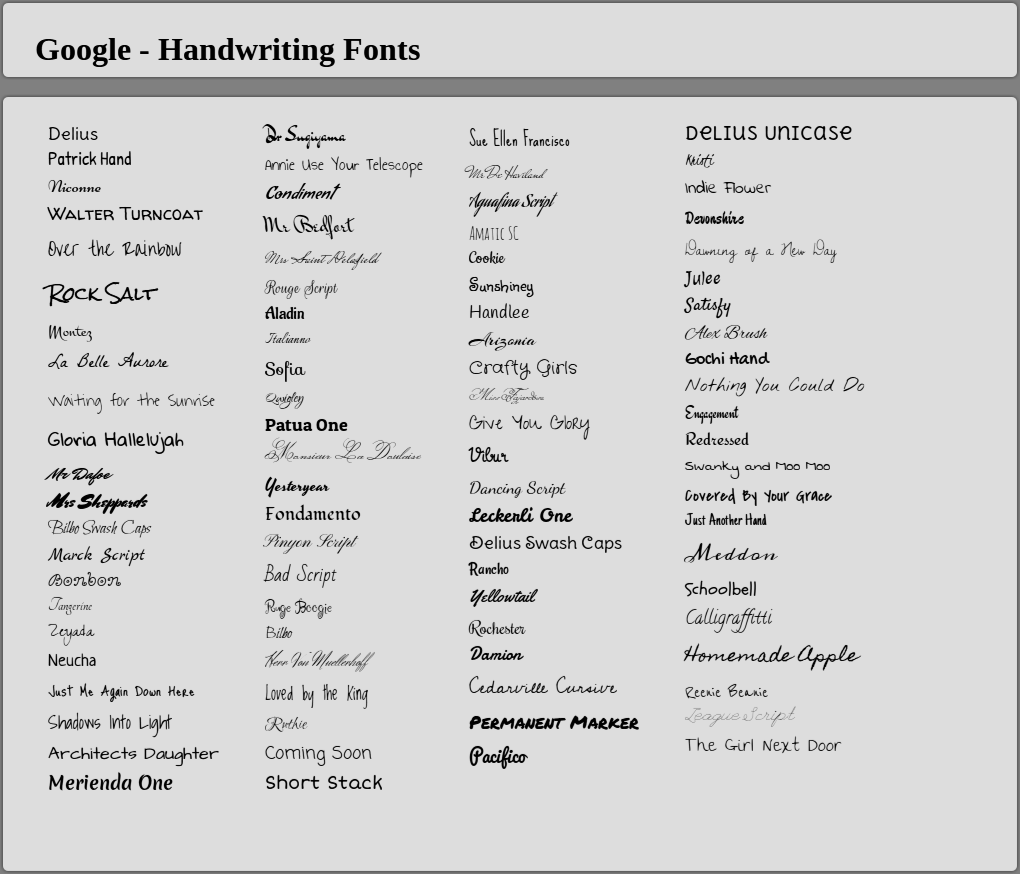 Google - Handwriting Fonts
Delius
Patrick Hand
Niconne
Walter Turncoat
Over the Rainbow
Rock Salt
Montez
La Belle Aurore
Waiting for the Sunrise
Gloria Hallelujah
Mr Dafoe
Mrs Sheppards
Bilbo Swash Caps
Marck Script
Bonbon
Tangerine
Zeyada
Neucha
Just Me Again Down Here
Shadows Into Light
Architects Daughter
Merienda One
Dr Sugiyama
Annie Use Your Telescope
Condiment
Mr Bedfort
Mrs Saint Delafield
Rouge Script
Aladin
Italianno
Sofia
Quigley
Patua One
Monsieur La Doulaise
Yesteryear
Fondamento
Pinyon Script
Bad Script
Ruge Boogie
Bilbo
Herr Von Muellerhoff
Loved by the King
Ruthie
Coming Soon
Short Stack
Sue Ellen Francisco
Mr De Haviland
Aguafina Script
Amatic SC
Cookie
Sunshiney
Handlee
Arizonia
Crafty Girls
Miss Fajardose
Give You Glory
Vibur
Dancing Script
Leckerli One
Delius Swash Caps
Rancho
Yellowtail
Rochester
Damion
Cedarville Cursive
Permanent Marker
Pacifico
Delius Unicase
Kristi
Indie Flower
Devonshire
Dawning of a New Day
Julee
Satisfy
Alex Brush
Gochi Hand
Nothing You Could Do
Engagement
Redressed
Swanky and Moo Moo
Covered By Your Grace
Just Another Hand
Meddon
Schoolbell
Calligraffitti
Homemade Apple
Reenie Beanie
League Script
The Girl Next Door